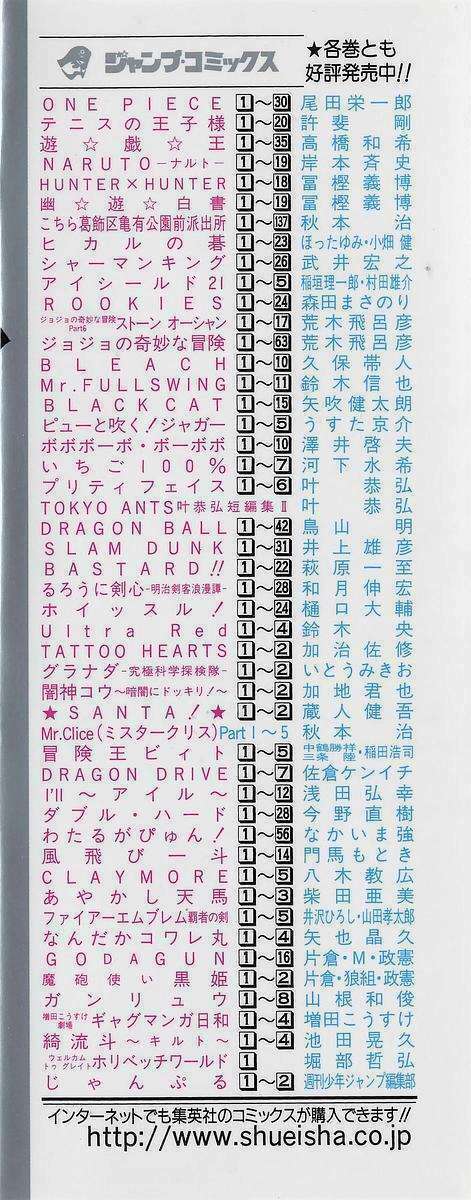 ジャンプ・コミックス
★各巻とも
好評発売中!!
ONE PIECE 1〜30 尾田栄一郎
テニスの王子様 1〜20 許斐 剛
遊☆戯☆王 1〜35 高橋和希
NARUTO−ナルト− 1〜19 岸本斉史
HUNTER×HUNTER 1〜18 冨樫義博
幽☆遊☆白書 1〜19 冨樫義博
こちら葛飾区亀有公園前派出所 1〜137 秋本 治
ヒカルの碁 1〜23 ほったゆみ・小畑 健
シャーマンキング 1〜26 武井宏之
アイシールド21 1〜5 稲垣理一郎・村田雄介
ROOKIES 1〜24 森田まさのり
ジョジョの奇妙な冒険 Part6 ストーン オーシャン 1〜17 荒木飛呂彦
ジョジョの奇妙な冒険 1〜63 荒木飛呂彦
BLEACH 1〜10 久保帯人
Mr.FULLSWING 1〜11 鈴木信也
BLACK CAT 1〜15 矢吹健太朗
ピューと吹く!ジャガー 1〜5 うすた京介
ボボボーボ・ボーボボ 1〜10 澤井啓夫
いちご100% 1〜7 河下水希
プリティフェイス 1〜6 叶 恭弘
TOKYO ANTS叶恭弘短編集Ⅱ 叶 恭弘
DRAGON BALL 1〜42 鳥山 明
SLAM DUNK 1〜31 井上雄彦
BASTARD!! 1〜22 萩原一至
るろうに剣心-明治剣客浪漫譚- 1〜28 和月伸宏
ホイッスル! 1〜24 樋口大輔
Ultra Red 1〜4 鈴木 央
TATTOO HEARTS 1〜2 加治佐修
グラナダ-究極科学探検隊- 1〜2 いとうみきお
闇神コウ〜暗闇にドッキリ!〜 1〜2 加地君也
★SANTA!★ 1〜2 蔵人健吾
Mr.Clice(ミスタークリス)Part1〜5 秋本 治
冒険王ビィト 1〜5 三条 陸・稲田浩司
DRAGON DRIVE 1〜7 佐倉ケンイチ
I'll 〜アイル〜 1〜12 浅田弘幸
ダブル・ハード 1〜28 今野直樹
わたるがぴゅん! 1〜56 なかいま強
風飛び一斗 1〜14 門馬もとき
CLAYMORE 1〜5 八木教広
あやかし天馬 1〜3 柴田亜美
ファイアーエムブレム覇者の剣 1〜5 井沢ひろし・山田孝太郎
なんだかコワレ丸 1〜4 矢也晶久
GODAGUN 1〜16 片倉・M・政憲
魔砲使い黒姫 1〜2 片倉・狼組・政憲
ガンリュウ 1〜8 山根和俊
増田こうすけ劇場 ギャグマンガ日和 1〜4 増田こうすけ
綺流斗〜キルト〜 1〜4 池田晃久
ウェルカム トゥ グレイト ホリベッチワールド 1 堀部哲弘
じゃんぷる 1〜2 週刊少年ジャンプ編集部
インターネットでも集英社のコミックスが購入できます!!
http://www.shueisha.co.jp